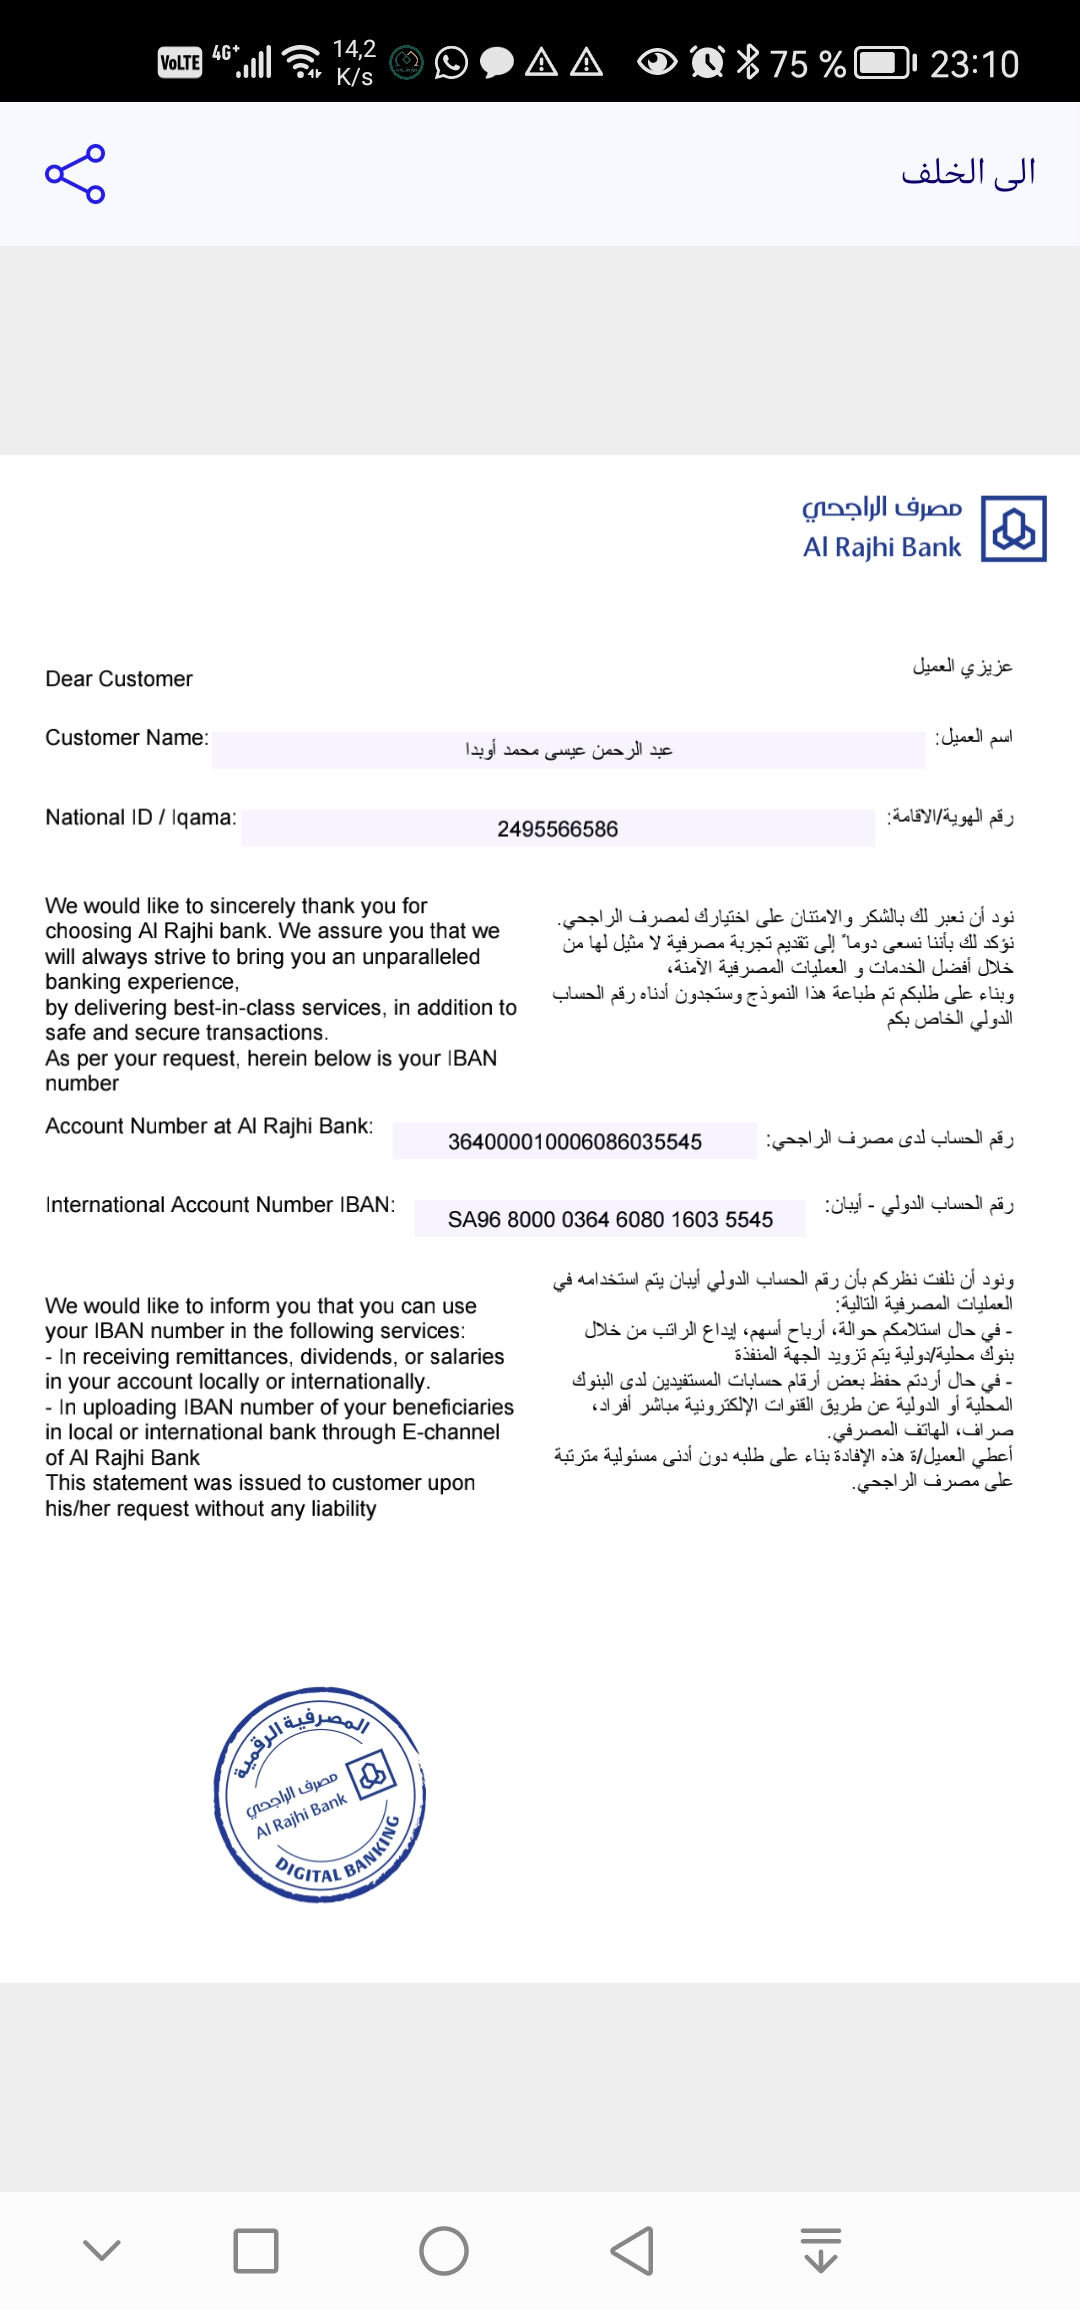 VoLTE 4G+ 14,2 K/s 75 % 23:10
الى الخلف
مصرف الراجحي
Al Rajhi Bank
عزيزي العميل
Dear Customer
Customer Name: عبد الرحمن عيسى محمد أوبدا اسم العميل:
National ID / Iqama: 2495566586 رقم الهوية/الاقامة:
We would like to sincerely thank you for
choosing Al Rajhi bank. We assure you that we
will always strive to bring you an unparalleled
banking experience,
by delivering best-in-class services, in addition to
safe and secure transactions.
As per your request, herein below is your IBAN
number
نود أن نعبر لك بالشكر والامتنان على اختيارك لمصرف الراجحي.
نؤكد لك بأننا نسعى دوماً إلى تقديم تجربة مصرفية لا مثيل لها من
خلال أفضل الخدمات و العمليات المصرفية الآمنة،
وبناء على طلبكم تم طباعة هذا النموذج وستجدون أدناه رقم الحساب
الدولي الخاص بكم
Account Number at Al Rajhi Bank: 364000010006086035545 رقم الحساب لدى مصرف الراجحي:
International Account Number IBAN: SA96 8000 0364 6080 1603 5545 رقم الحساب الدولي - أيبان:
We would like to inform you that you can use
your IBAN number in the following services:
- In receiving remittances, dividends, or salaries
in your account locally or internationally.
- In uploading IBAN number of your beneficiaries
in local or international bank through E-channel
of Al Rajhi Bank
This statement was issued to customer upon
his/her request without any liability
ونود أن نلفت نظركم بأن رقم الحساب الدولي أيبان يتم استخدامه في
العمليات المصرفية التالية:
- في حال استلامكم حوالة، أرباح أسهم، إيداع الراتب من خلال
بنوك محلية/دولية يتم تزويد الجهة المنفذة
- في حال أردتم حفظ بعض أرقام حسابات المستفيدين لدى البنوك
المحلية أو الدولية عن طريق القنوات الإلكترونية مباشر أفراد،
صراف، الهاتف المصرفي.
أعطي العميل/ة هذه الإفادة بناء على طلبه دون أدنى مسئولية مترتبة
على مصرف الراجحي.
المصرفية الرقمية
مصرف الراجحي
Al Rajhi Bank
DIGITAL BANKING